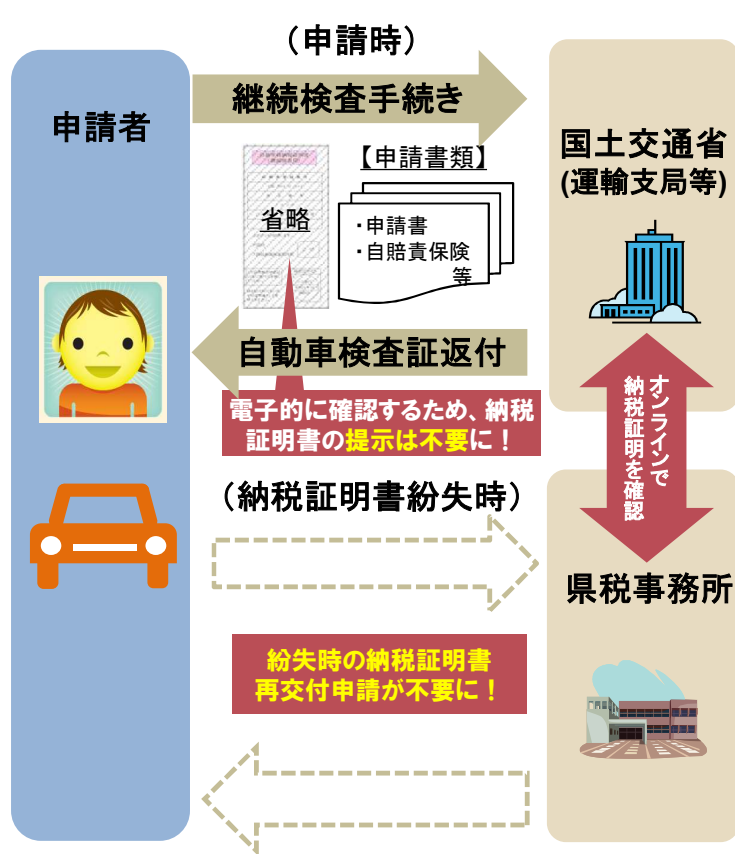 (申請時)
継続検査手続き
申請者
国土交通省
(運輸支局等)
【申請書類】
省略
・申請書
・自賠責保険
等
自動車検査証返付
電子的に確認するため、納税
証明書の提示は不要に！
オンラインで
納税証明を確認
(納税証明書紛失時)
県税事務所
紛失時の納税証明書
再交付申請が不要に！